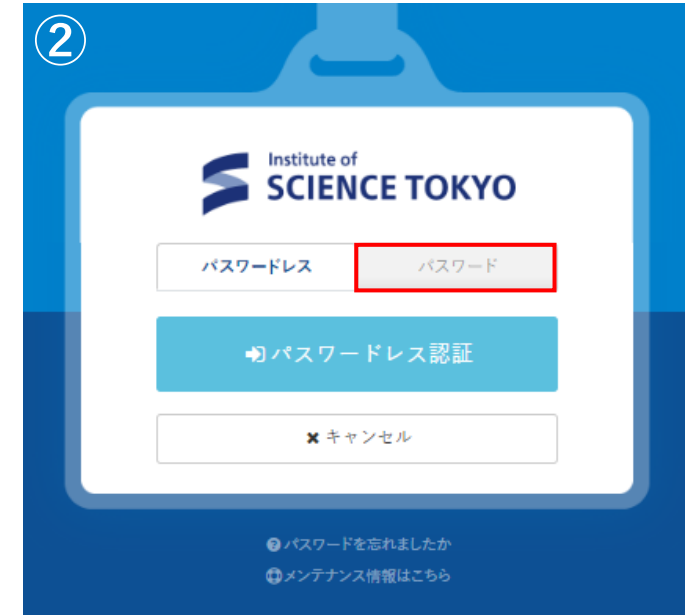 ②
Institute of
SCIENCE TOKYO
パスワードレス
パスワード
パスワードレス認証
キャンセル
パスワードを忘れましたか
メンテナンス情報はこちら